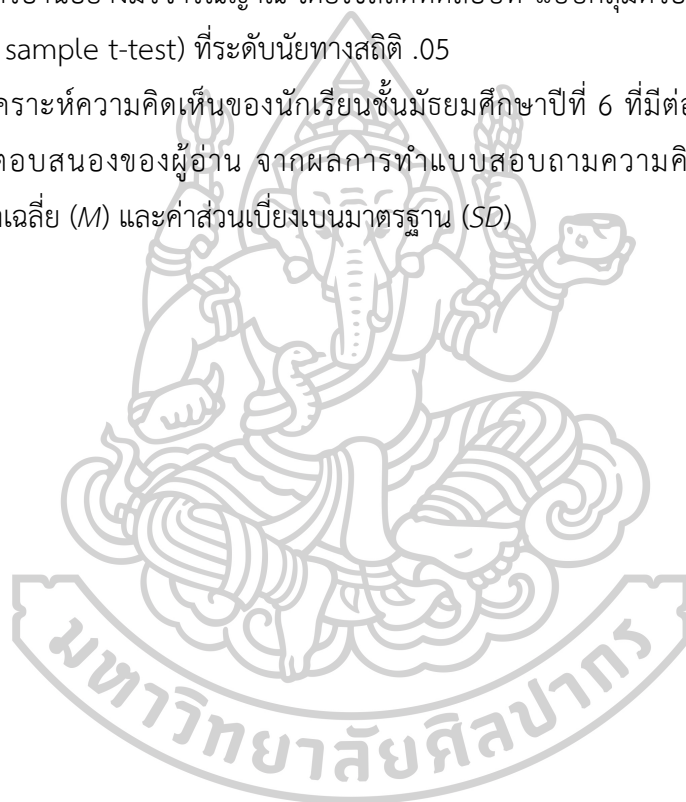 sample t-test) ที่ระดับนัยทางสถิติ .05
เคราะห์ความคิดเห็นของนักเรียนชั้นมัธยมศึกษาปีที่ 6 ที่มีต่อ
ตอบสนองของผู้อ่าน จากผลการทำแบบสอบถามความคิ
าเฉลี่ย (M) และค่าส่วนเบี่ยงเบนมาตรฐาน (SD)
มหาวิทยาลัยศิลปากร